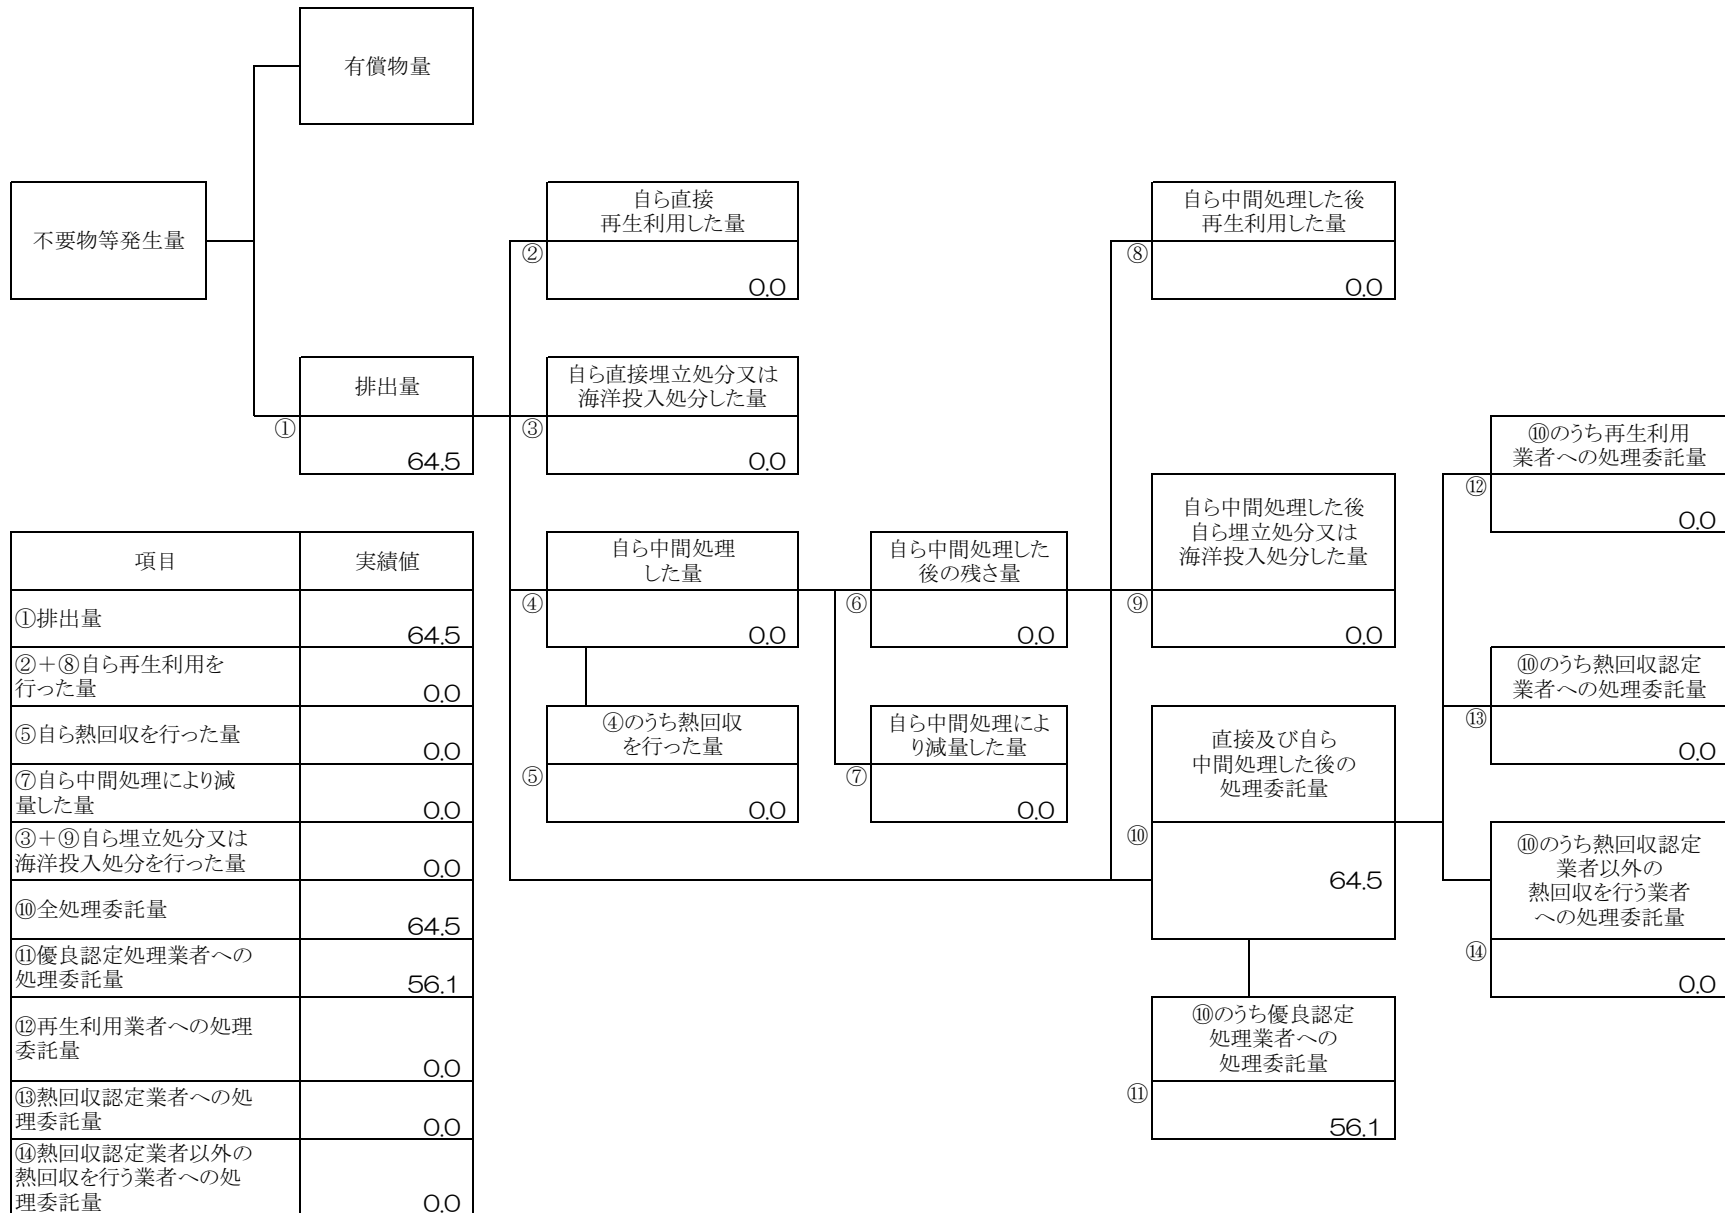 有償物量
不要物等発生量
自ら直接
再生利用した量
②
0.0
自ら中間処理した後
再生利用した量
⑧
0.0
排出量
①
64.5
自ら直接埋立処分又は
海洋投入処分した量
③
0.0
⑩のうち再生利用
業者への処理委託量
⑫
0.0
自ら中間処理
した量
④
0.0
自ら中間処理した
後の残さ量
⑥
0.0
自ら中間処理した後
自ら埋立処分又は
海洋投入処分した量
⑨
0.0
⑩のうち熱回収認定
業者への処理委託量
⑬
0.0
④のうち熱回収
を行った量
⑤
0.0
自ら中間処理によ
り減量した量
⑦
0.0
直接及び自ら
中間処理した後の
処理委託量
⑩
64.5
⑩のうち熱回収認定
業者以外の
熱回収を行う業者
への処理委託量
⑭
0.0
⑩のうち優良認定
処理業者への
処理委託量
⑪
56.1
項目 実績値
①排出量
64.5
②+⑧自ら再生利用を
行った量
0.0
⑤自ら熱回収を行った量
0.0
⑦自ら中間処理により減
量した量
0.0
③+⑨自ら埋立処分又は
海洋投入処分を行った量
0.0
⑩全処理委託量
64.5
⑪優良認定処理業者への
処理委託量
56.1
⑫再生利用業者への処理
委託量
0.0
⑬熱回収認定業者への処
理委託量
0.0
⑭熱回収認定業者以外の
熱回収を行う業者への処
理委託量
0.0